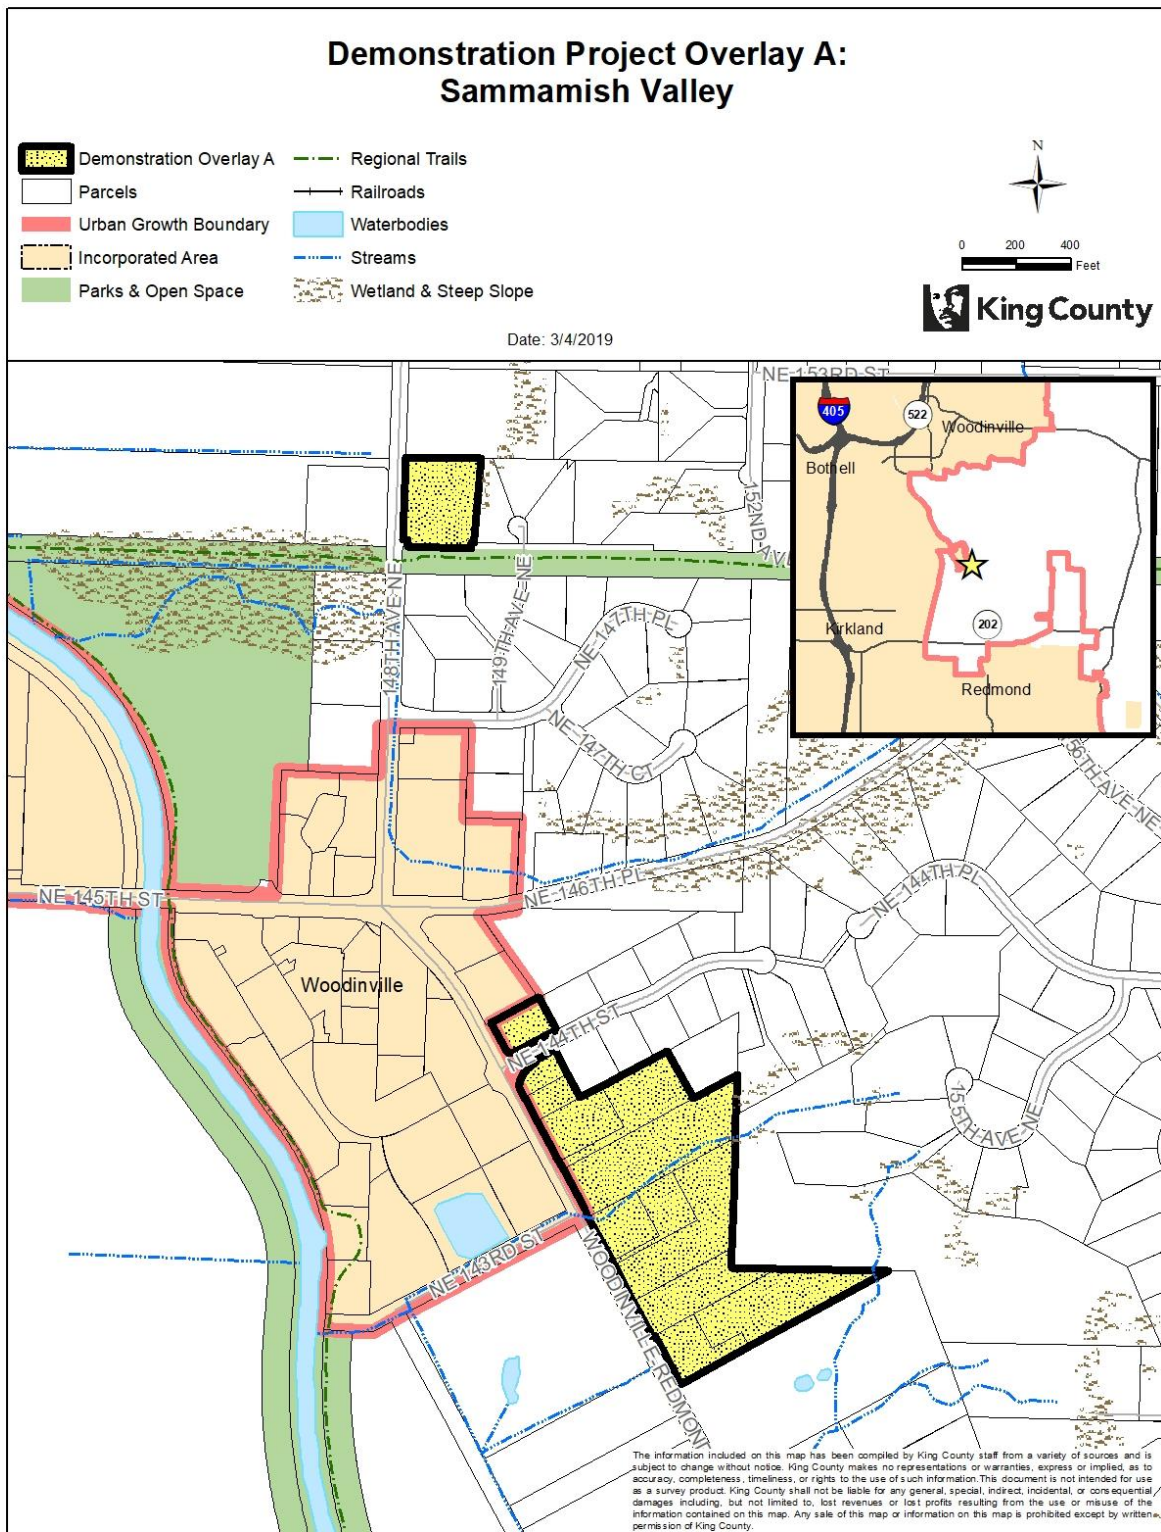 Demonstration Project Overlay A:
Sammamish Valley
Demonstration Overlay A
Parcels
Urban Growth Boundary
Incorporated Area
Parks & Open Space
Regional Trails
Railroads
Waterbodies
Streams
Wetland & Steep Slope
N
0 200 400
Feet
King County
Date: 3/4/2019
NE 153RD ST
405
522
Woodinville
Bothell
Kirkland
202
Redmond
152ND AVE
148TH AVE NE
149TH AVE NE
NE 147TH PL
NE 147TH CT
156TH AVE NE
NE 145TH ST
NE 146TH PL
NE 144TH PL
Woodinville
NE 144TH ST
155TH AVE NE
NE 143RD ST
WOODINVILLE-REDMOND
The information included on this map has been compiled by King County staff from a variety of sources and is
subject to change without notice. King County makes no representations or warranties, express or implied, as to
accuracy, completeness, timeliness, or rights to the use of such information. This document is not intended for use
as a survey product. King County shall not be liable for any general, special, indirect, incidental, or consequential
damages including, but not limited to, lost revenues or lost profits resulting from the use or misuse of the
information contained on this map. Any sale of this map or information on this map is prohibited except by written
permission of King County.